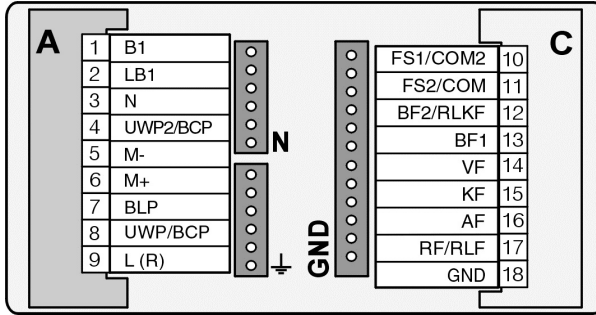 A
C
1 B1
2 LB1
3 N
4 UWP2/BCP
5 M-
6 M+
7 BLP
8 UWP/BCP
9 L (R)
N
GND
FS1/COM2 10
FS2/COM 11
BF2/RLKF 12
BF1 13
VF 14
KF 15
AF 16
RF/RLF 17
GND 18